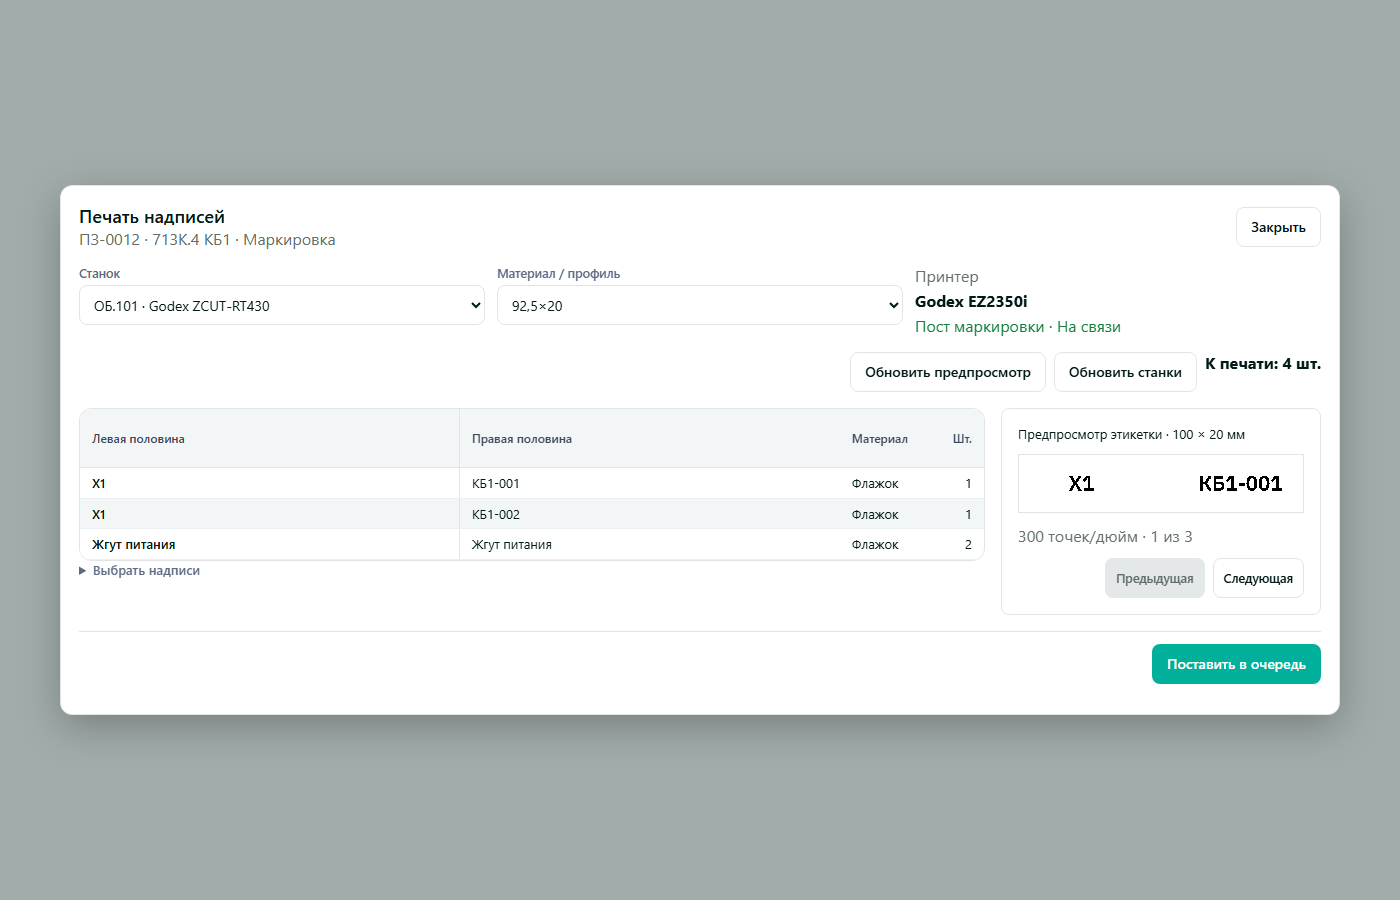 Печать надписей
ПЗ-0012 · 713К.4 КБ1 · Маркировка
Закрыть
Станок
ОБ.101 · Godex ZCUT-RT430
Материал / профиль
92,5×20
Принтер
Godex EZ2350i
Пост маркировки · На связи
Обновить предпросмотр
Обновить станки
К печати: 4 шт.
Левая половина Правая половина Материал Шт.
X1 КБ1-001 Флажок 1
X1 КБ1-002 Флажок 1
Жгут питания Жгут питания Флажок 2
Выбрать надписи
Предпросмотр этикетки · 100 × 20 мм
X1 КБ1-001
300 точек/дюйм · 1 из 3
Предыдущая
Следующая
Поставить в очередь